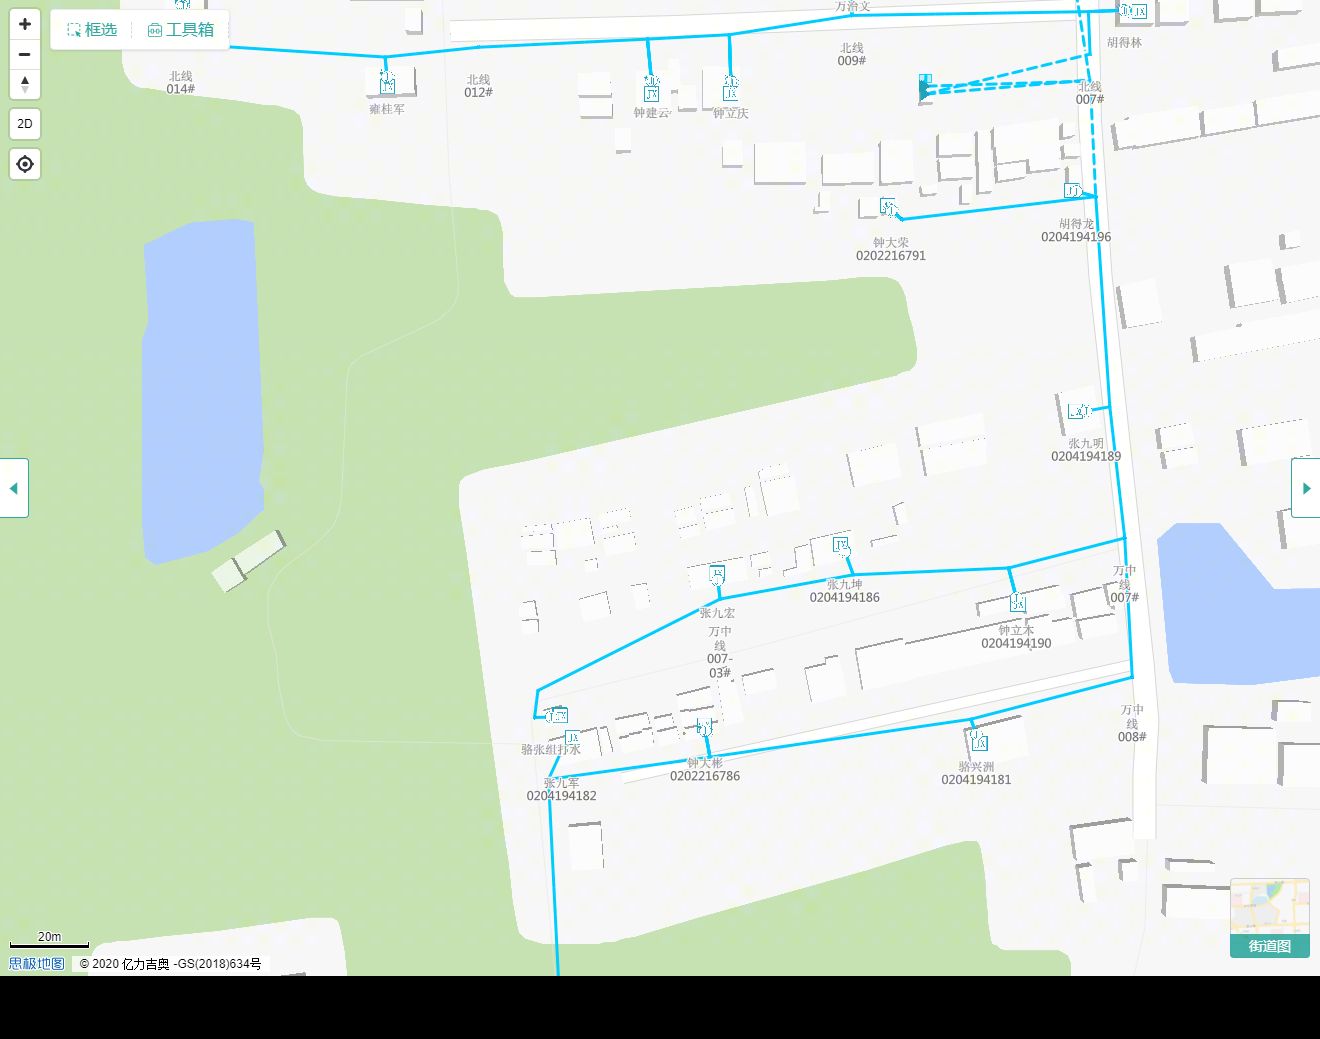 万治文
框选
工具箱
胡得林
北线
009#
北线
014#
北线
012#
北线
007#
雍桂军
钟建云
钟立庆
2D
胡得龙
0204194196
钟大荣
0202216791
张九明
0204194189
万中
线
007#
张九坤
0204194186
张九宏
万中
线
007-
03#
钟立木
0204194190
万中
线
008#
骆张组打水
钟大彬
0202216786
骆兴洲
0204194181
张九军
0204194182
20m
思极地图
© 2020 亿力吉奥 -GS(2018)634号
街道图